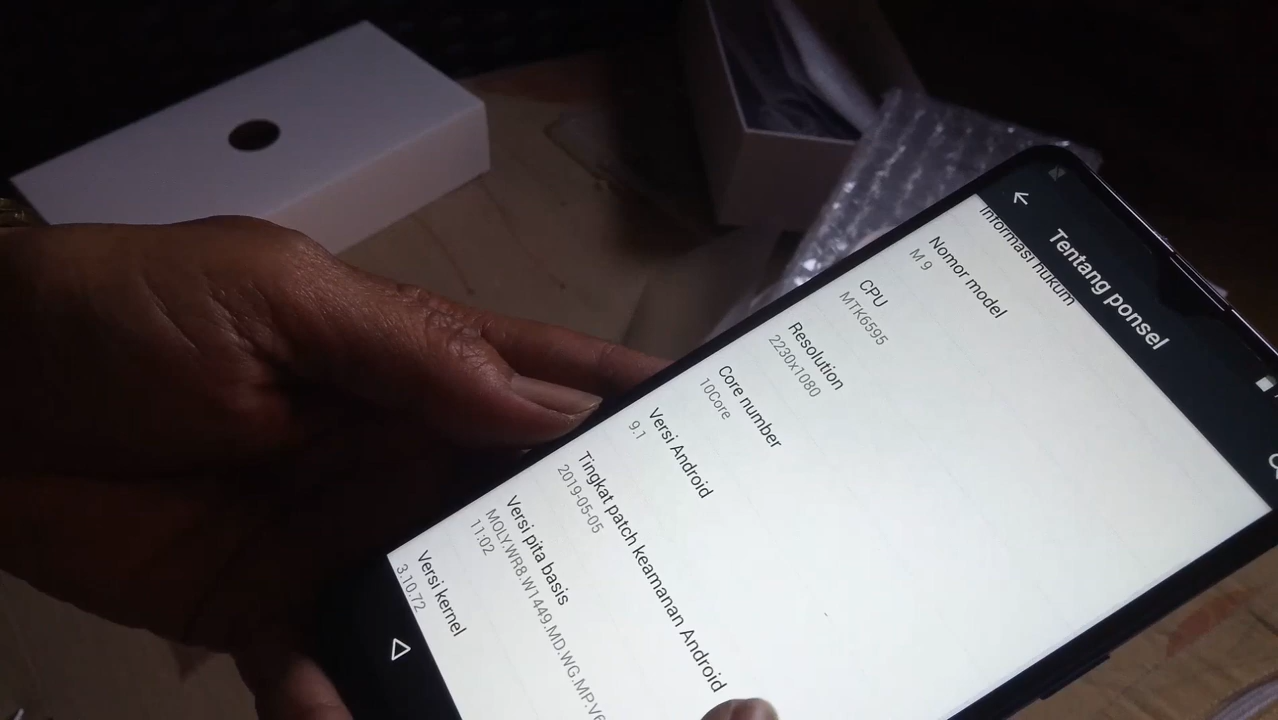 Tentang ponsel
Informasi hukum
Nomor model
M 9
CPU
MTK6595
Resolution
2230x1080
Core number
10Core
Versi Android
9.1
Tingkat patch keamanan Android
2019-05-05
Versi pita basis
MOLY.WR8.W1449.MD.WG.MP.V6
11:02
Versi kernel
3.10.72